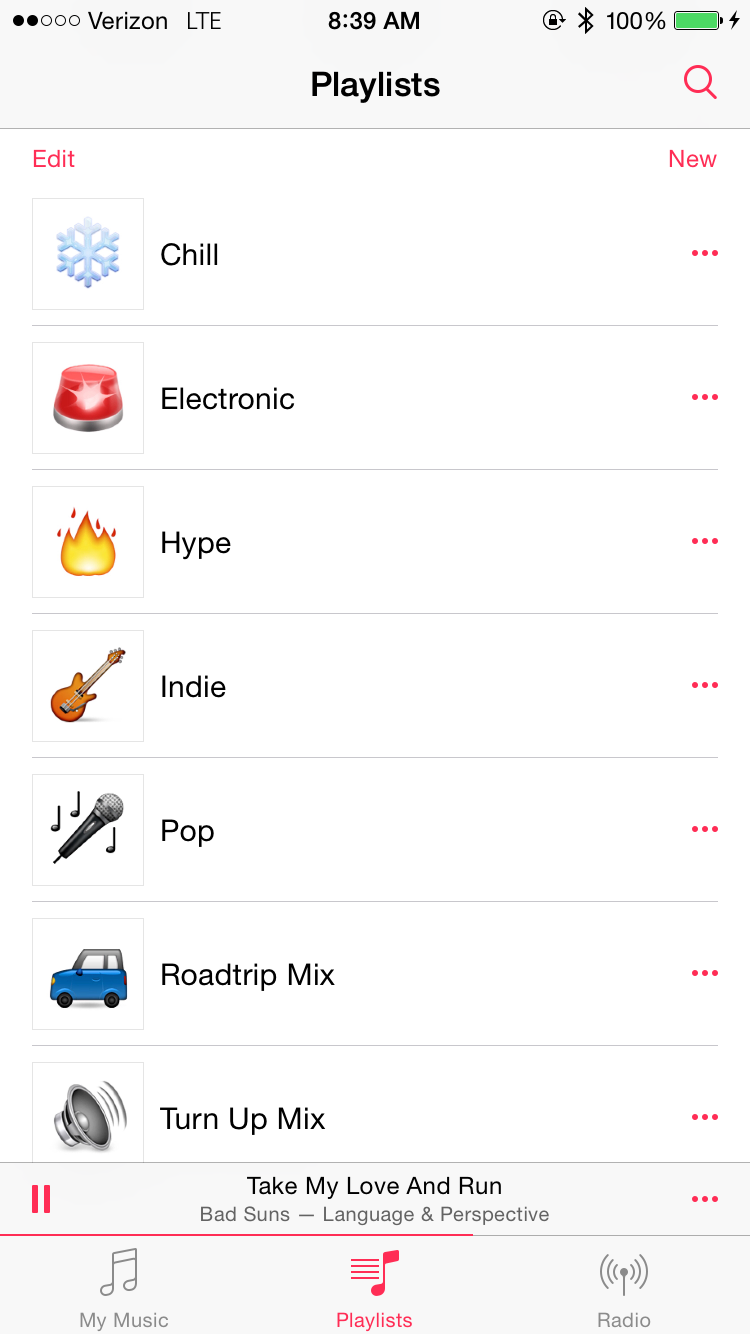 Verizon LTE 8:39 AM 100%
Playlists
Edit New
Chill
Electronic
Hype
Indie
Pop
Roadtrip Mix
Turn Up Mix
Take My Love And Run
Bad Suns — Language & Perspective
My Music Playlists Radio